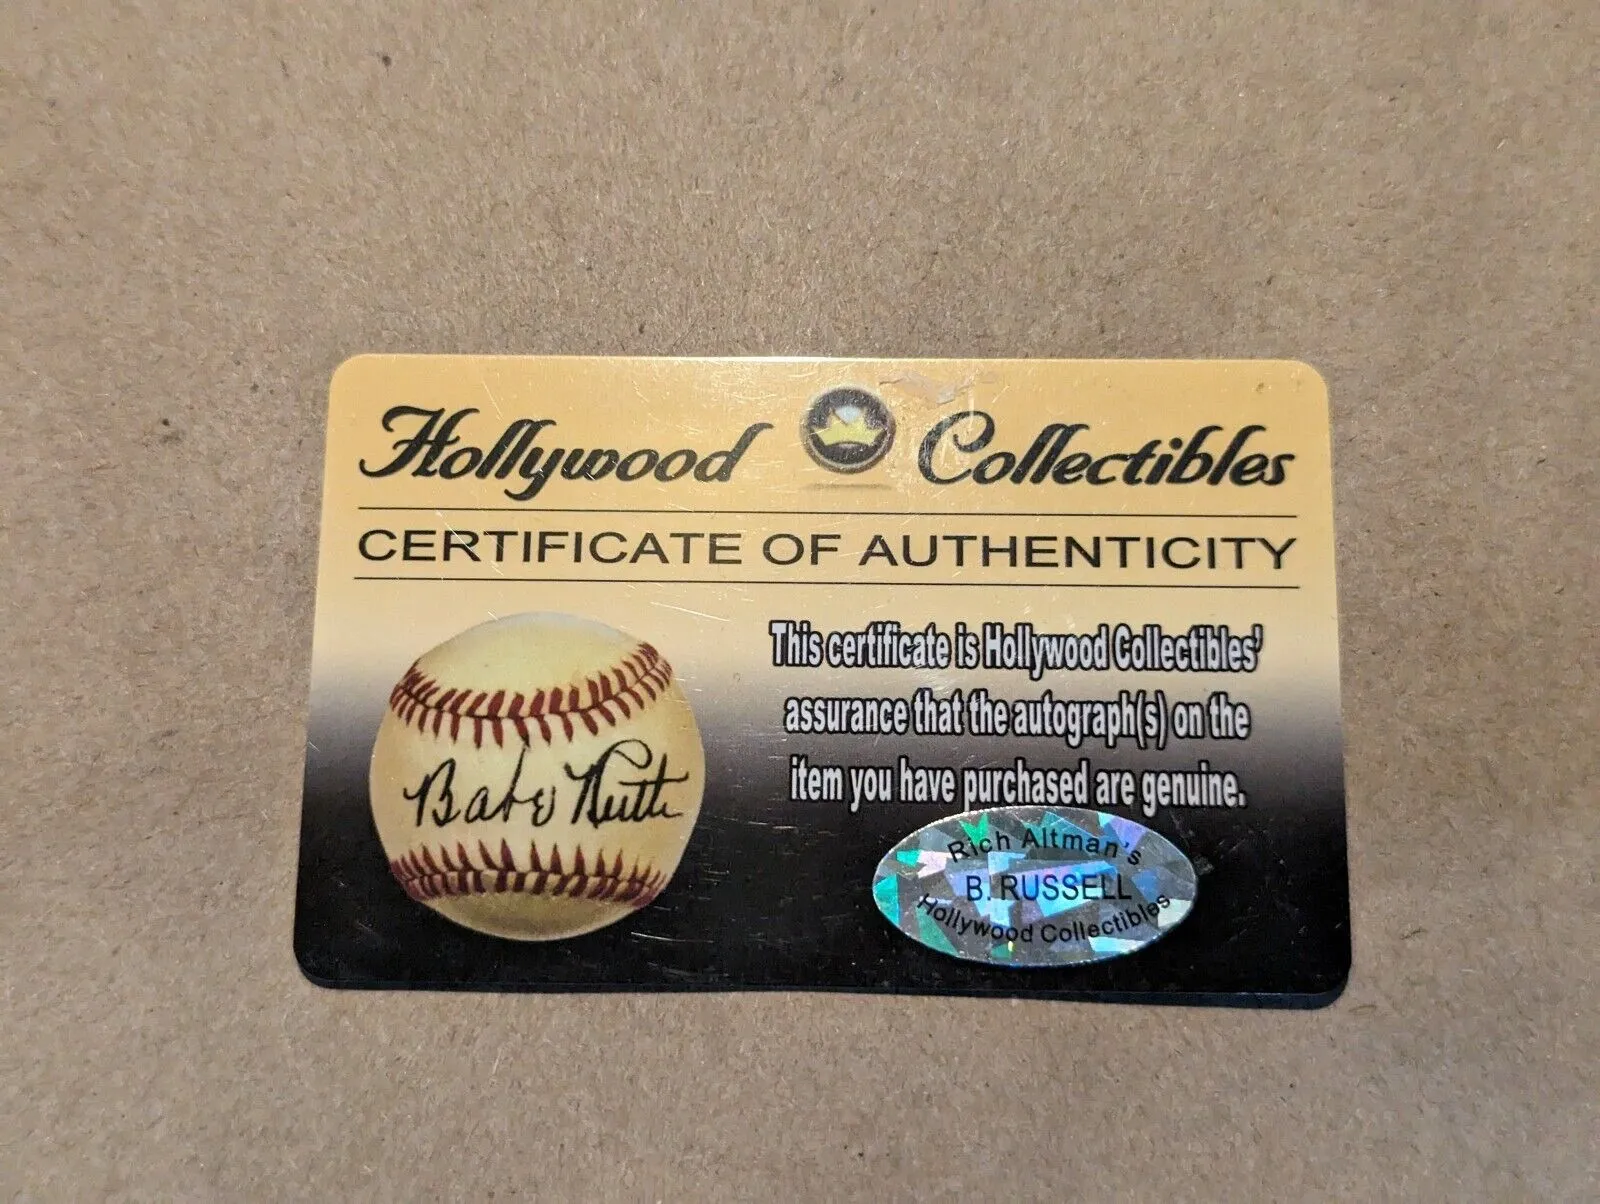 Hollywood Collectibles
CERTIFICATE OF AUTHENTICITY
This certificate is Hollywood Collectibles'
assurance that the autograph(s) on the
item you have purchased are genuine.
Babe Ruth
Rich Altman's
B. RUSSELL
Hollywood Collectibles